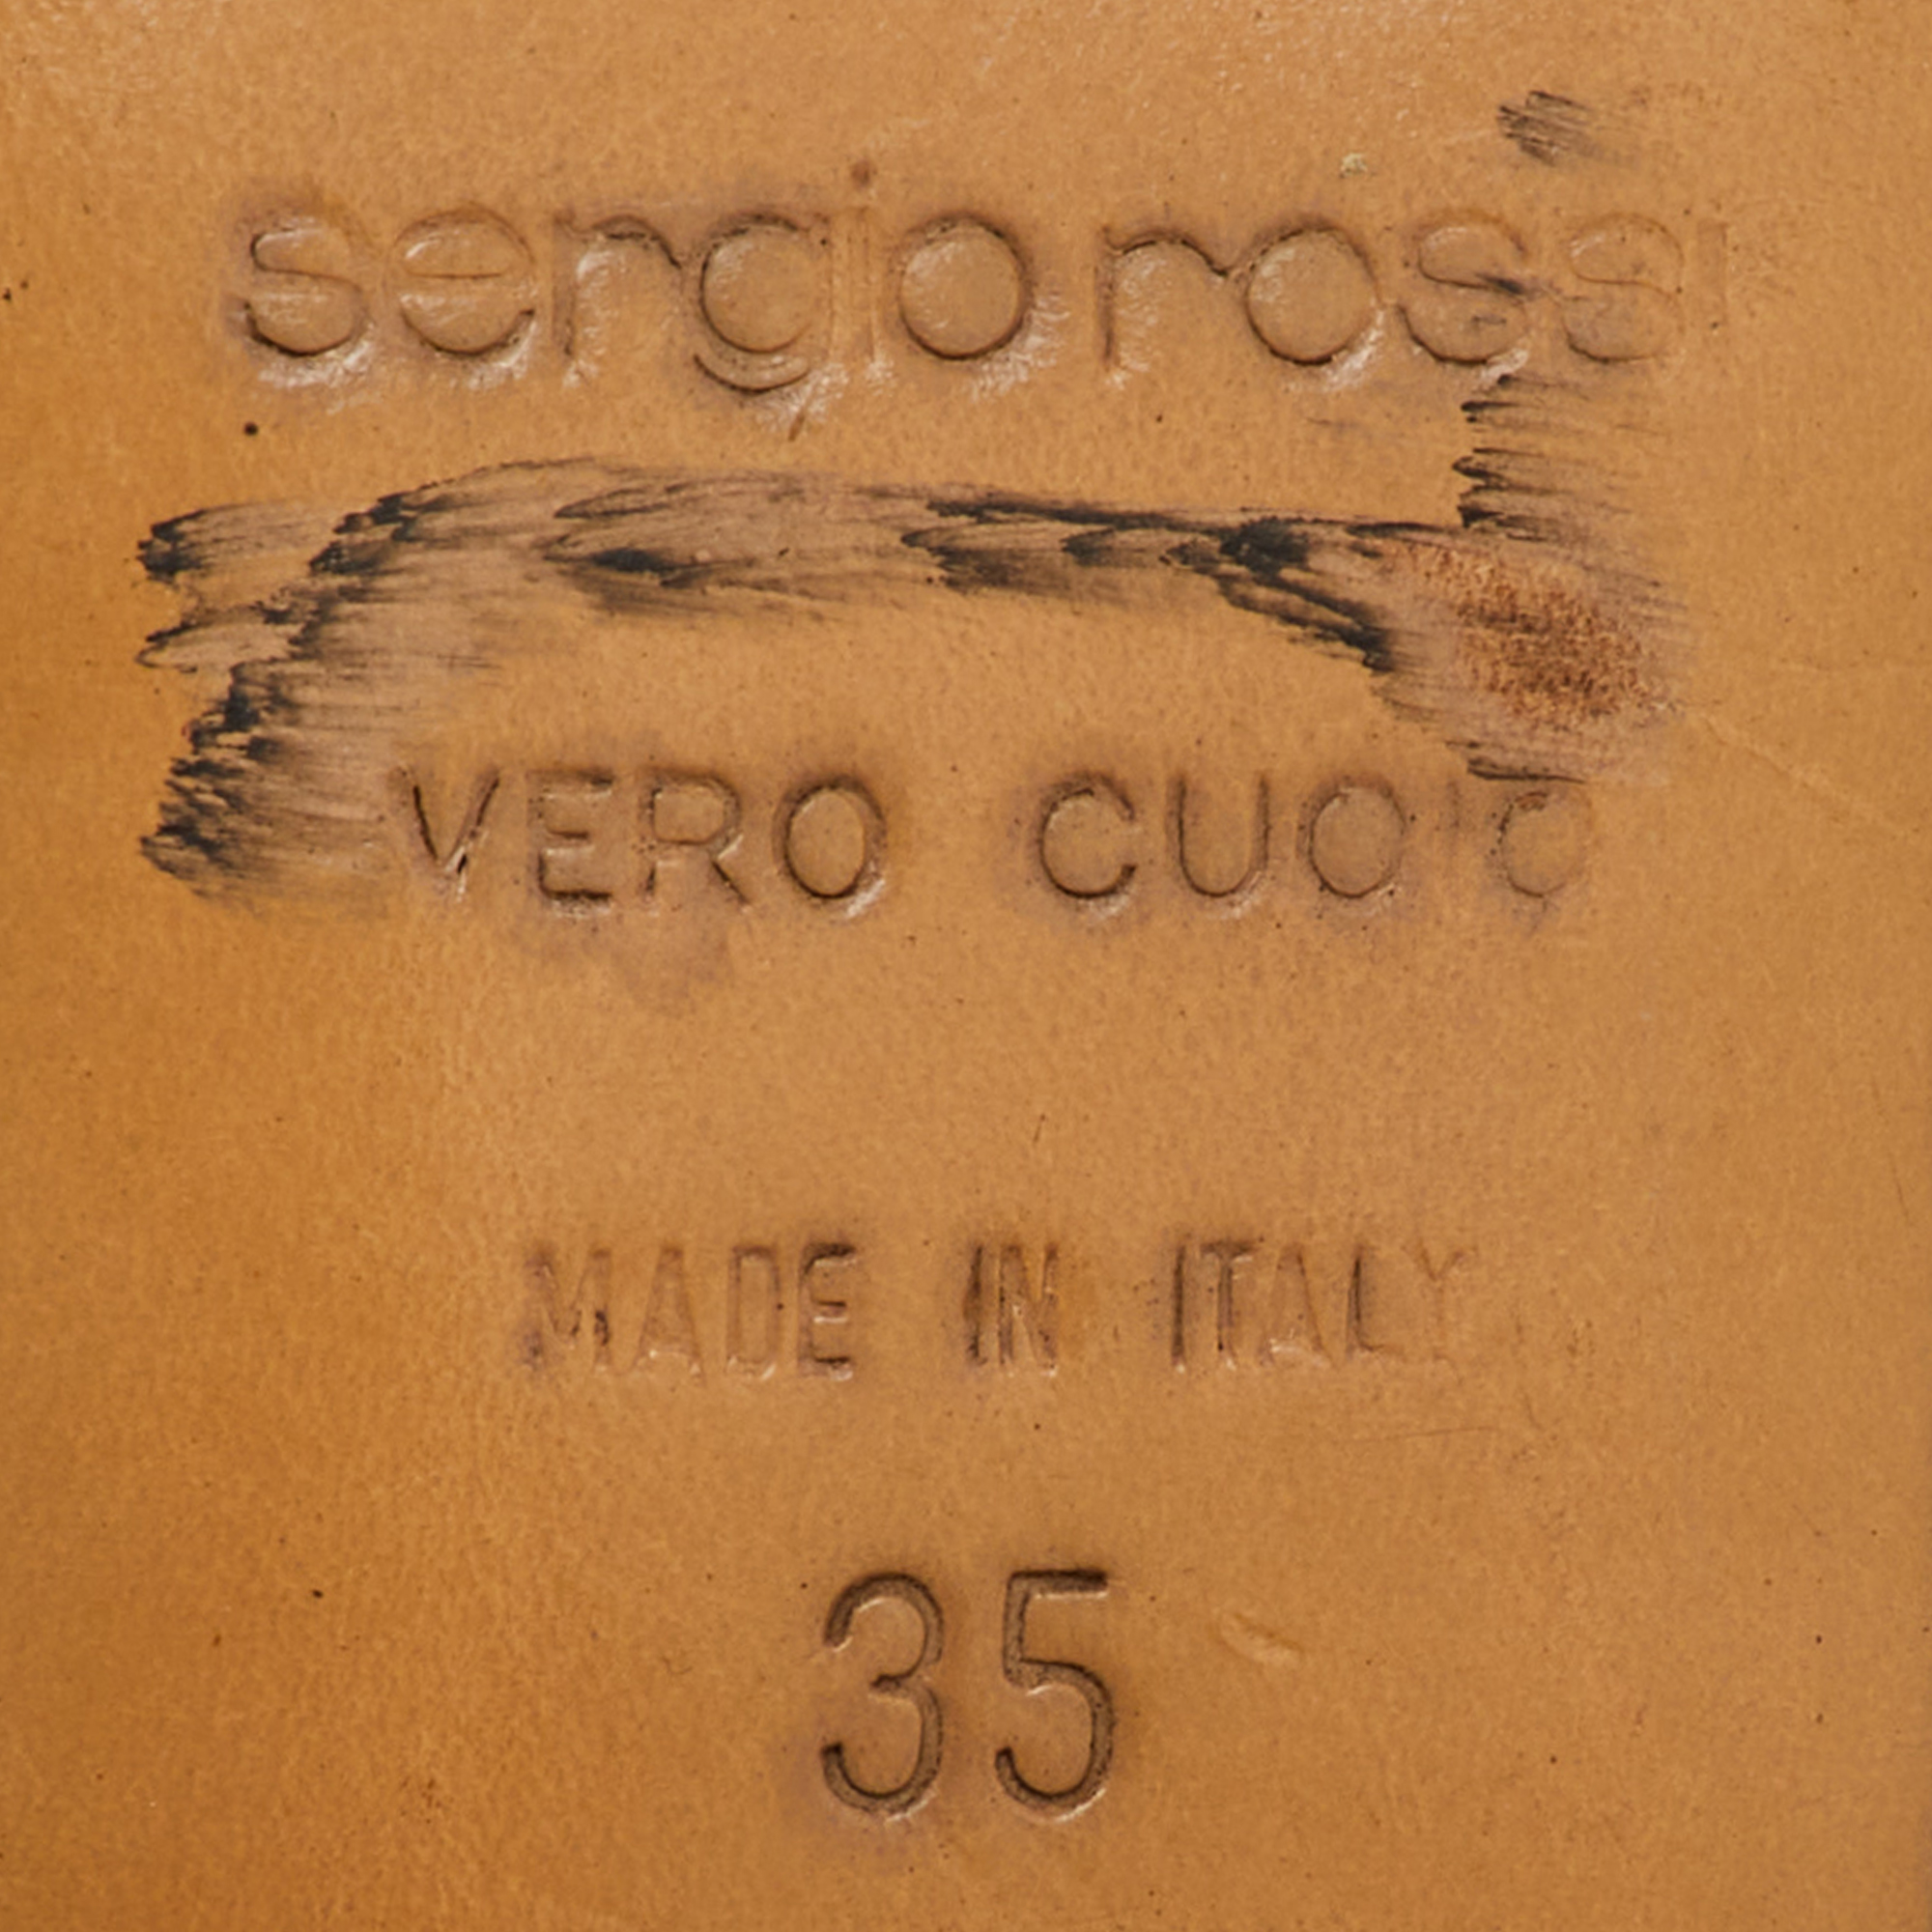 sergio rossi
VERO CUOIO
MADE IN ITALY
35